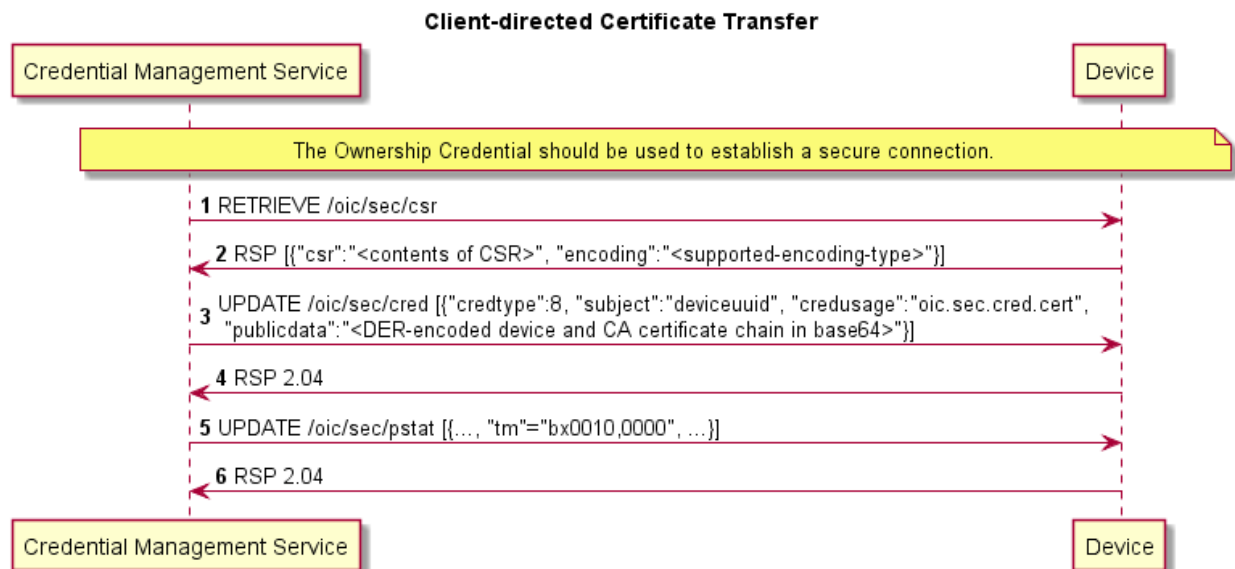 Client-directed Certificate Transfer
Credential Management Service
Device
The Ownership Credential should be used to establish a secure connection.
1 RETRIEVE /oic/sec/csr
2 RSP [{"csr":"<contents of CSR>", "encoding":"<supported-encoding-type>"}]
3 UPDATE /oic/sec/cred [{"credtype":8, "subject":"deviceuuid", "credusage":"oic.sec.cred.cert",
"publicdata":"<DER-encoded device and CA certificate chain in base64>"}]
4 RSP 2.04
5 UPDATE /oic/sec/pstat [{..., "tm"="bx0010,0000", ...}]
6 RSP 2.04
Credential Management Service
Device